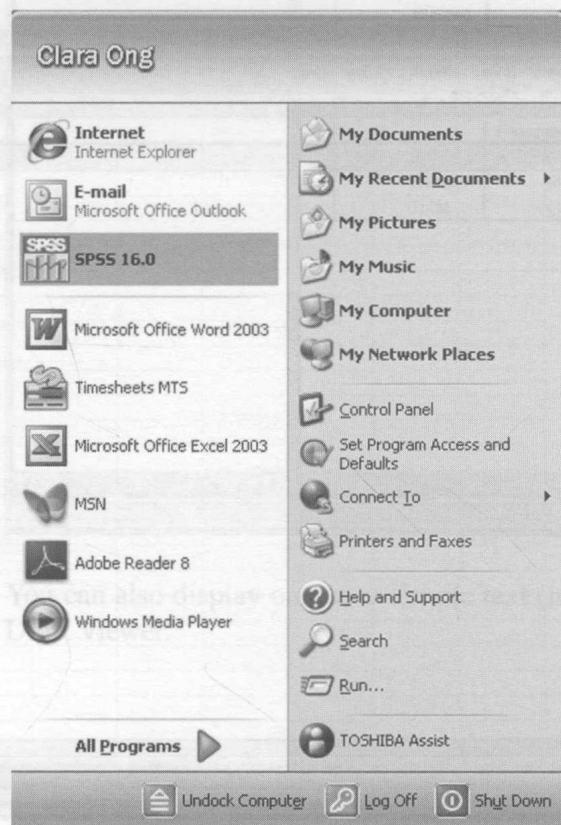 Clara Ong
Internet
Internet Explorer
E-mail
Microsoft Office Outlook
SPSS
SPSS 16.0
Microsoft Office Word 2003
Timesheets MTS
Microsoft Office Excel 2003
MSN
Adobe Reader 8
Windows Media Player
All Programs
My Documents
My Recent Documents
My Pictures
My Music
My Computer
My Network Places
Control Panel
Set Program Access and
Defaults
Connect To
Printers and Faxes
Help and Support
Search
Run...
TOSHIBA Assist
Undock Computer
Log Off
Shut Down
You can also display
Viewer.